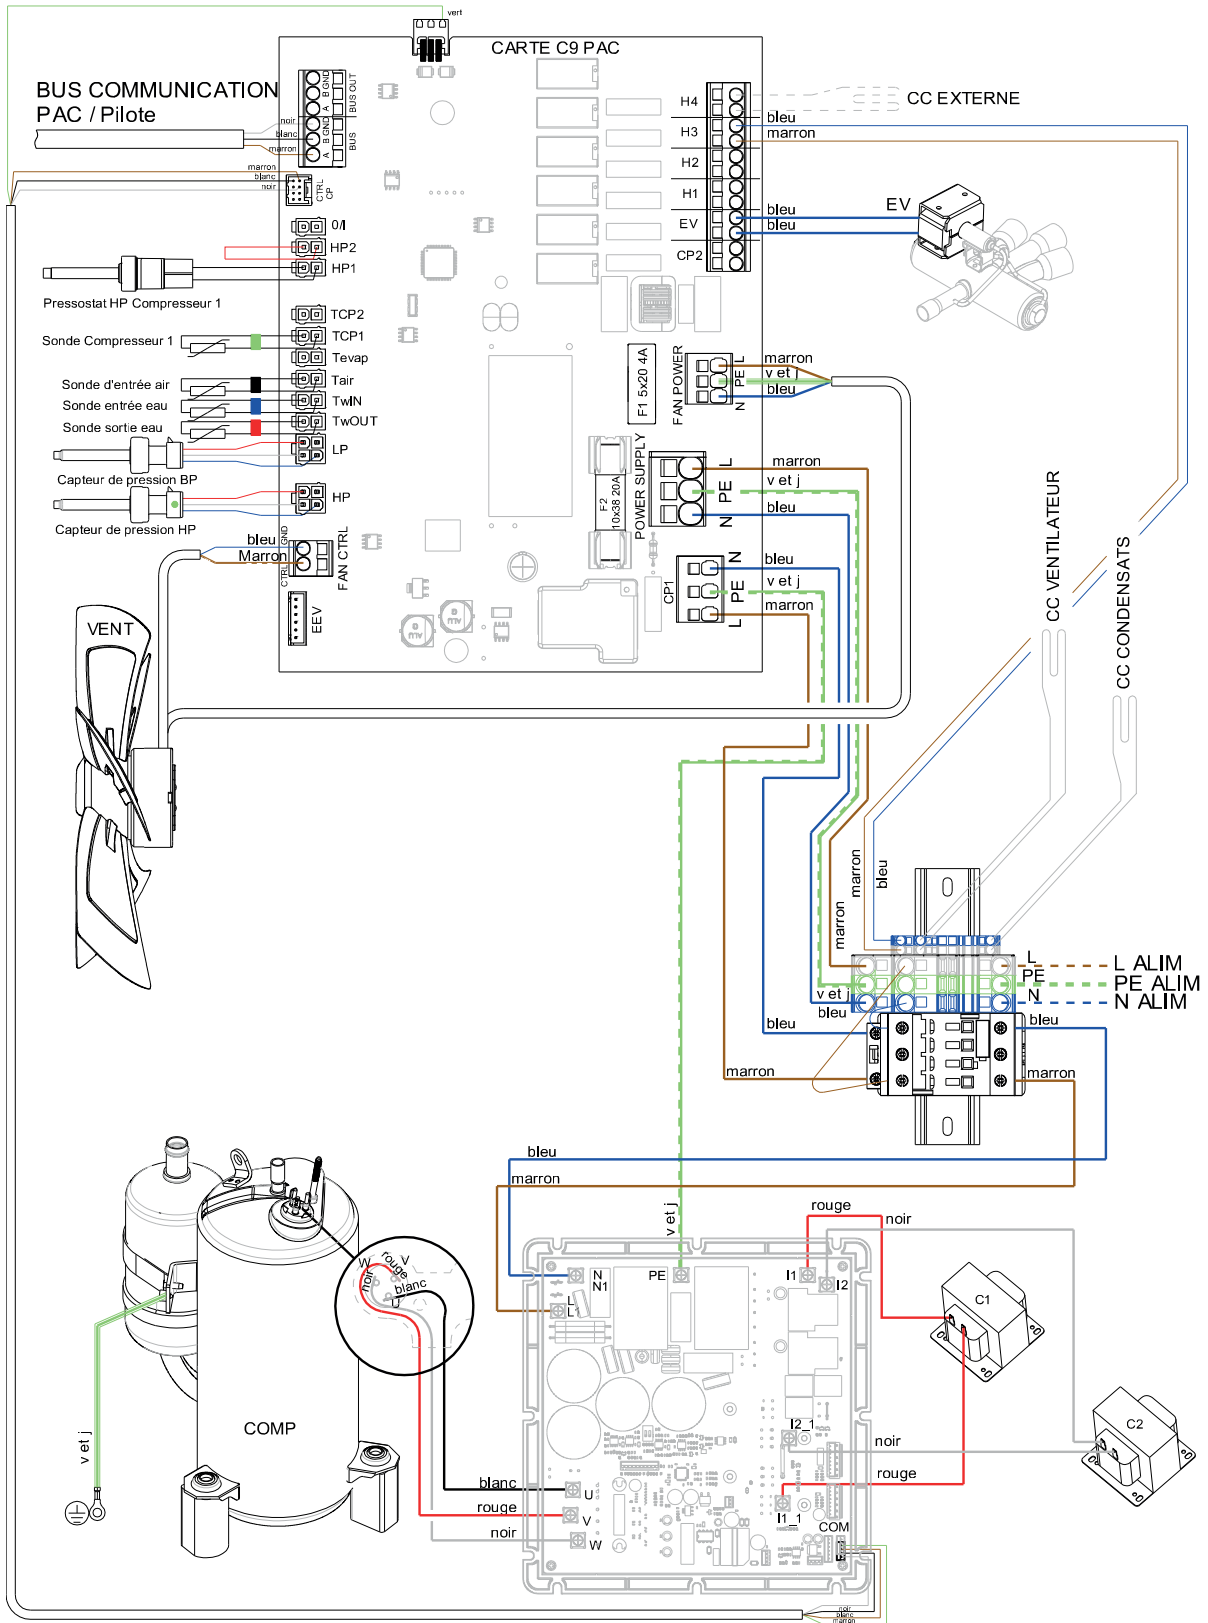 vert
CARTE C9 PAC
BUS COMMUNICATION
PAC / Pilote
noir
blanc
marron
GND
B
A
BUS OUT
GND
B
A
BUS
marron
blanc
noir
CTRL
CP
0/I
HP2
HP1
Pressostat HP Compresseur 1
TCP2
Sonde Compresseur 1
TCP1
Tevap
Sonde d'entrée air
Tair
Sonde entrée eau
TwIN
Sonde sortie eau
TwOUT
LP
Capteur de pression BP
HP
Capteur de pression HP
bleu
Marron
GND
CTRL
FAN CTRL
EEV
H4
CC EXTERNE
bleu
H3
marron
H2
H1
bleu
EV
bleu
EV
CP2
F1 5x20 4A
FAN POWER
L
PE
N
marron
v et j
bleu
F2
10x38 20A
POWER SUPPLY
L
PE
N
marron
v et j
bleu
CP1
N
PE
L
bleu
v et j
marron
ALU
ALU
VENT
CC VENTILATEUR
CC CONDENSATS
marron
bleu
marron
L
PE
N
L ALIM
PE ALIM
N ALIM
v et j
bleu
bleu
bleu
marron
marron
bleu
marron
v et j
rouge
noir
N
N1
PE
I1
I2
L
L1
C1
W
V
rouge
noir
blanc
U
COMP
v et j
C2
I2_1
noir
rouge
I1_1
COM
blanc
U
rouge
V
noir
W
noir
blanc
marron